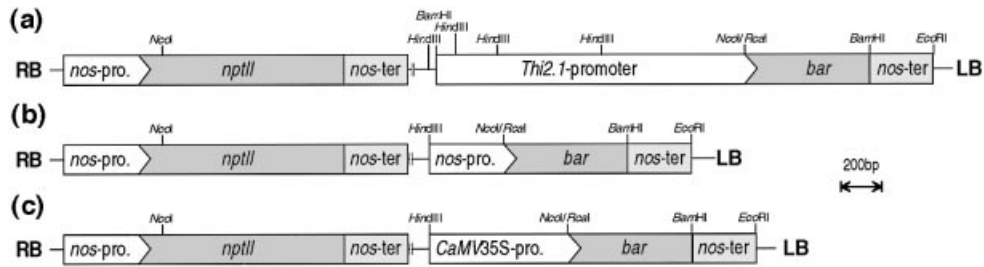 (a)
BamHI
HindIII
NcoI HindIII HindIII HindIII NcoI/RcaI BamHI EcoRI
RB nos-pro. nptII nos-ter Thi2.1-promoter bar nos-ter LB
(b)
NcoI HindIII NcoI/RcaI BamHI EcoRI
RB nos-pro. nptII nos-ter nos-pro. bar nos-ter LB
200bp
(c)
NcoI HindIII NcoI/RcaI BamHI EcoRI
RB nos-pro. nptII nos-ter CaMV35S-pro. bar nos-ter LB